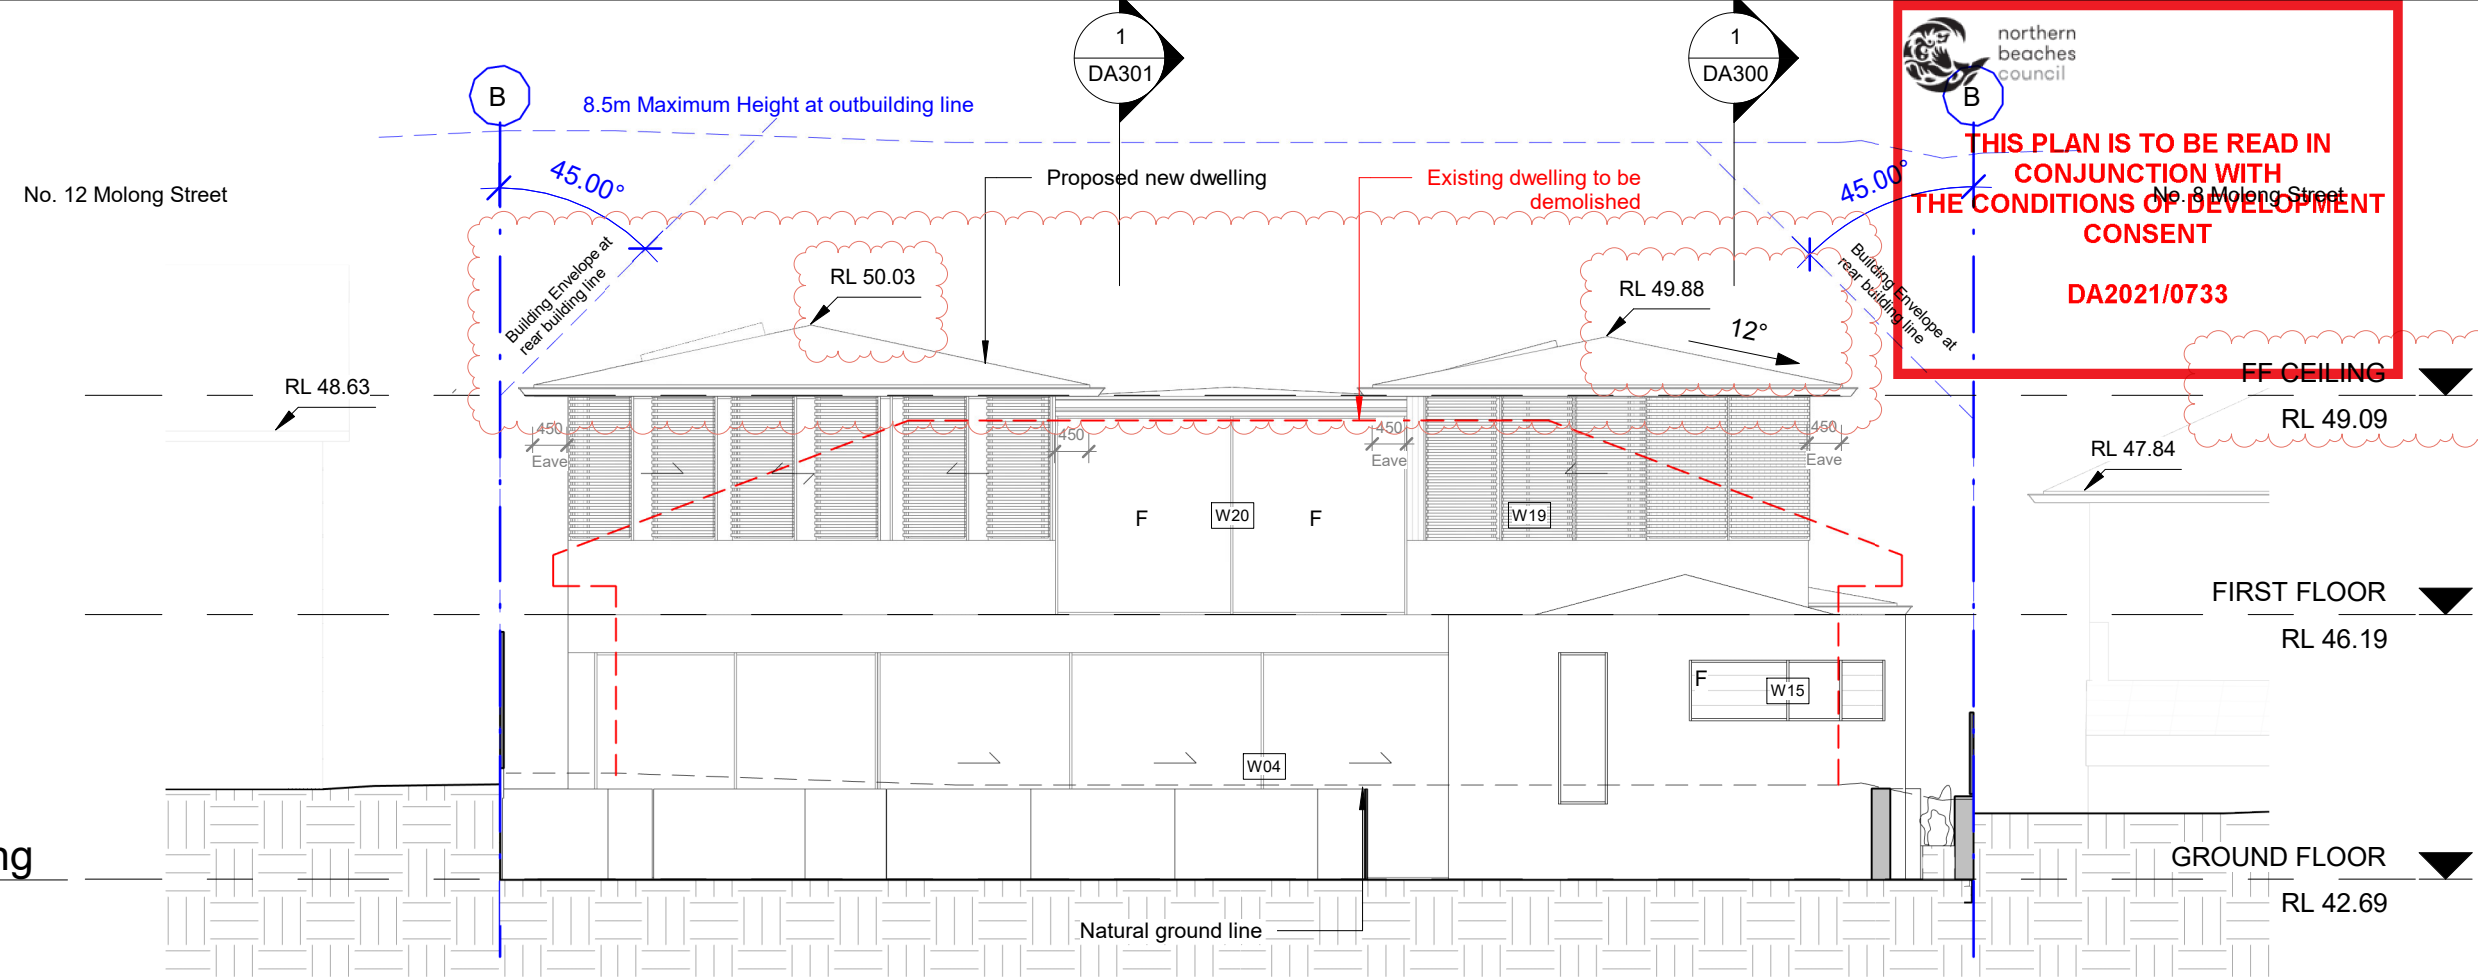 1
DA301
1
DA300
northern
beaches
council
B
8.5m Maximum Height at outbuilding line
B
THIS PLAN IS TO BE READ IN
CONJUNCTION WITH
THE CONDITIONS OF DEVELOPMENT
CONSENT
DA2021/0733
45.00°
Proposed new dwelling
Existing dwelling to be
demolished
45.00°
No. 12 Molong Street
No. 8 Molong Street
Building Envelope at
rear building line
RL 50.03
RL 49.88
12°
Building Envelope at
rear building line
RL 48.63
FF CEILING
RL 49.09
450
Eave
450
450
Eave
450
Eave
RL 47.84
F
W20
F
W19
FIRST FLOOR
RL 46.19
F
W15
W04
ng
GROUND FLOOR
RL 42.69
Natural ground line